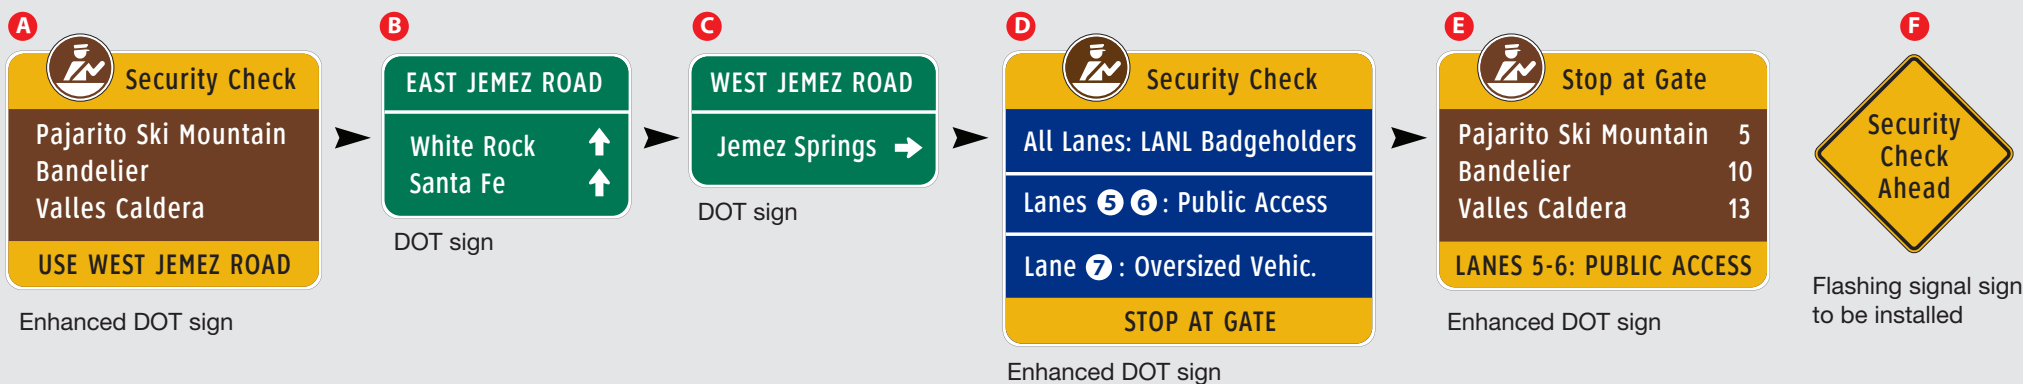 A
Security Check
Pajarito Ski Mountain
Bandelier
Valles Caldera
USE WEST JEMEZ ROAD
Enhanced DOT sign
B
EAST JEMEZ ROAD
White Rock
Santa Fe
DOT sign
C
WEST JEMEZ ROAD
Jemez Springs
DOT sign
D
Security Check
All Lanes: LANL Badgeholders
Lanes 5 6 : Public Access
Lane 7 : Oversized Vehic.
STOP AT GATE
Enhanced DOT sign
E
Stop at Gate
Pajarito Ski Mountain 5
Bandelier 10
Valles Caldera 13
LANES 5-6: PUBLIC ACCESS
Enhanced DOT sign
F
Security
Check
Ahead
Flashing signal sign
to be installed